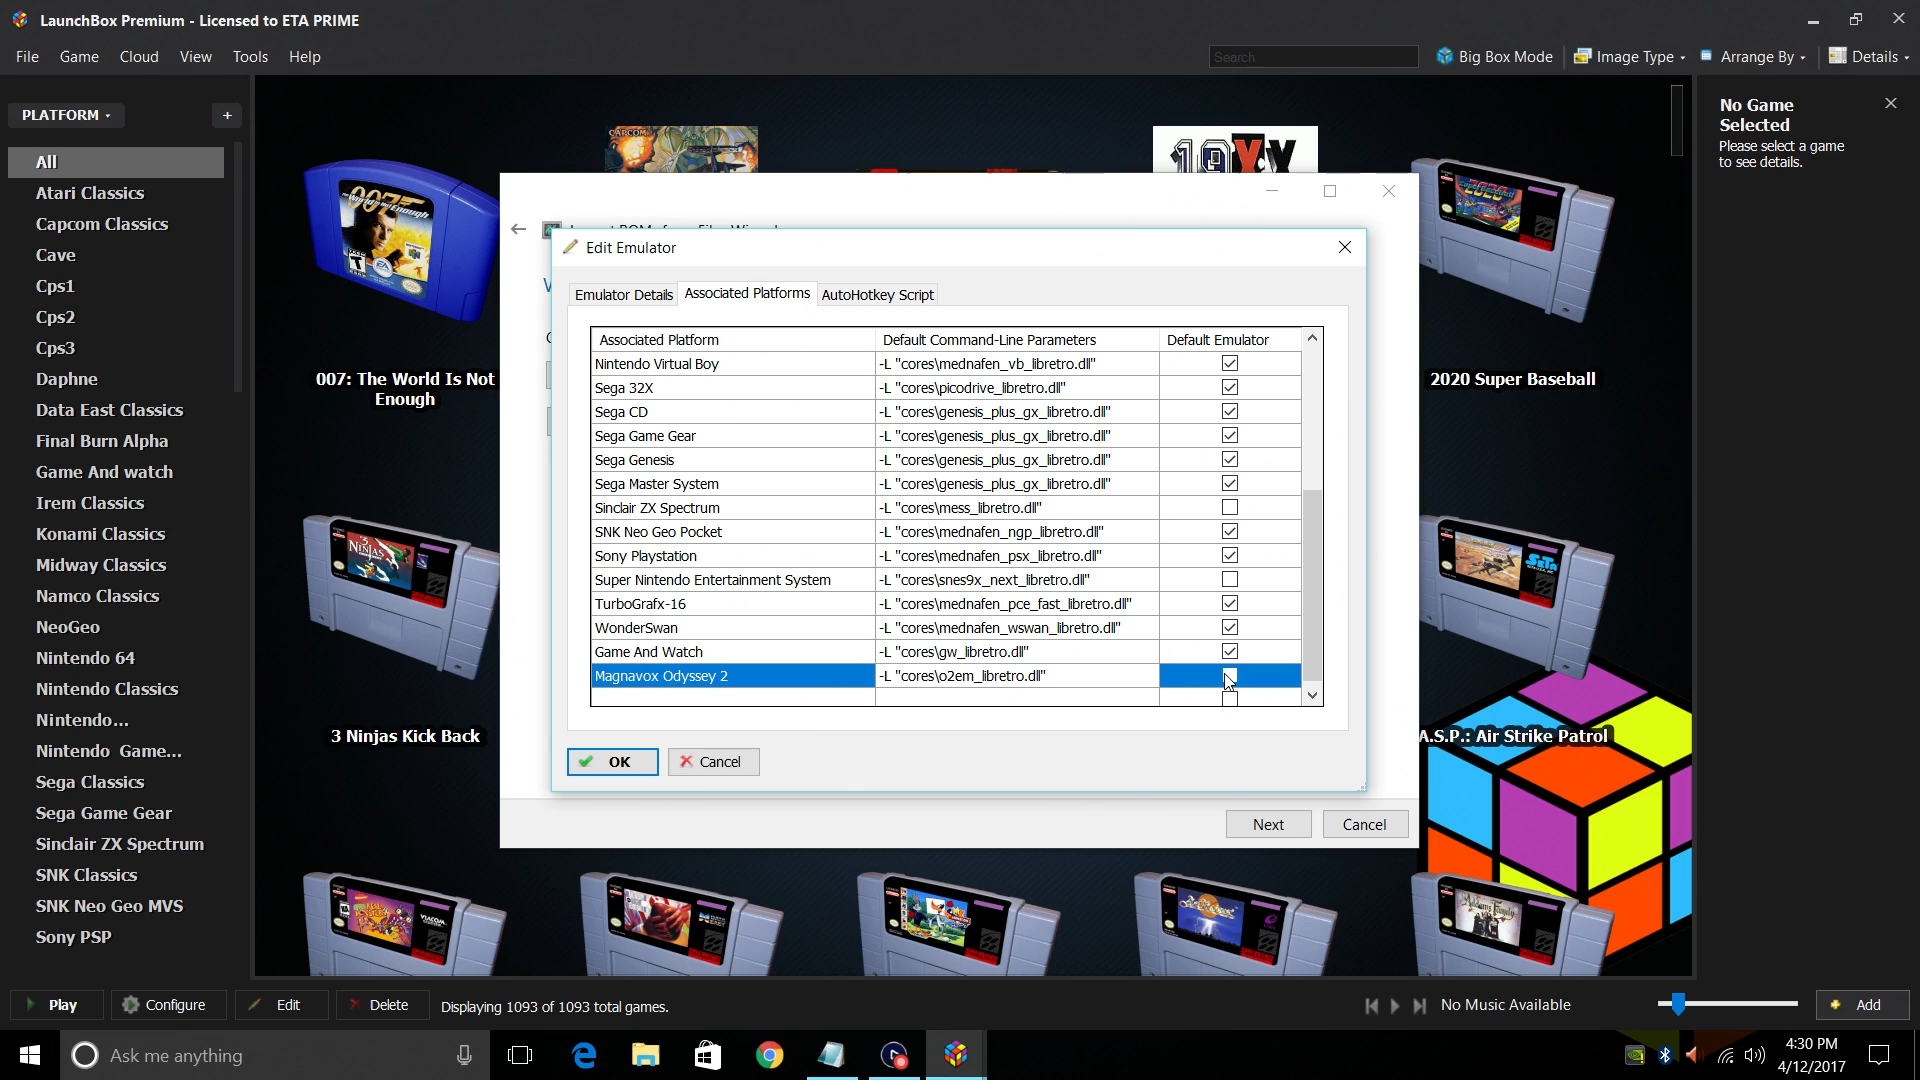 LaunchBox Premium - Licensed to ETA PRIME
File Game Cloud View Tools Help
Search
Big Box Mode
Image Type
Arrange By
Details
PLATFORM
+
All
Atari Classics
Capcom Classics
Cave
Cps1
Cps2
Cps3
Daphne
Data East Classics
Final Burn Alpha
Game And watch
Irem Classics
Konami Classics
Midway Classics
Namco Classics
NeoGeo
Nintendo 64
Nintendo Classics
Nintendo...
Nintendo Game...
Sega Classics
Sega Game Gear
Sinclair ZX Spectrum
SNK Classics
SNK Neo Geo MVS
Sony PSP
007
CAPCOM
19XX
007: The World Is Not
Enough
2020 Super Baseball
3 NINJAS
3 Ninjas Kick Back
SETA
A.S.P.: Air Strike Patrol
VIACOM
Addams Family
Edit Emulator
Emulator Details
Associated Platforms
AutoHotkey Script
Associated Platform Default Command-Line Parameters Default Emulator
Nintendo Virtual Boy -L "cores\mednafen_vb_libretro.dll"
Sega 32X -L "cores\picodrive_libretro.dll"
Sega CD -L "cores\genesis_plus_gx_libretro.dll"
Sega Game Gear -L "cores\genesis_plus_gx_libretro.dll"
Sega Genesis -L "cores\genesis_plus_gx_libretro.dll"
Sega Master System -L "cores\genesis_plus_gx_libretro.dll"
Sinclair ZX Spectrum -L "cores\mess_libretro.dll"
SNK Neo Geo Pocket -L "cores\mednafen_ngp_libretro.dll"
Sony Playstation -L "cores\mednafen_psx_libretro.dll"
Super Nintendo Entertainment System -L "cores\snes9x_next_libretro.dll"
TurboGrafx-16 -L "cores\mednafen_pce_fast_libretro.dll"
WonderSwan -L "cores\mednafen_wswan_libretro.dll"
Game And Watch -L "cores\gw_libretro.dll"
Magnavox Odyssey 2 -L "cores\o2em_libretro.dll"
OK
Cancel
Next
Cancel
No Game
Selected
Please select a game
to see details.
Play
Configure
Edit
Delete
Displaying 1093 of 1093 total games.
No Music Available
Add
Ask me anything
4:30 PM
4/12/2017